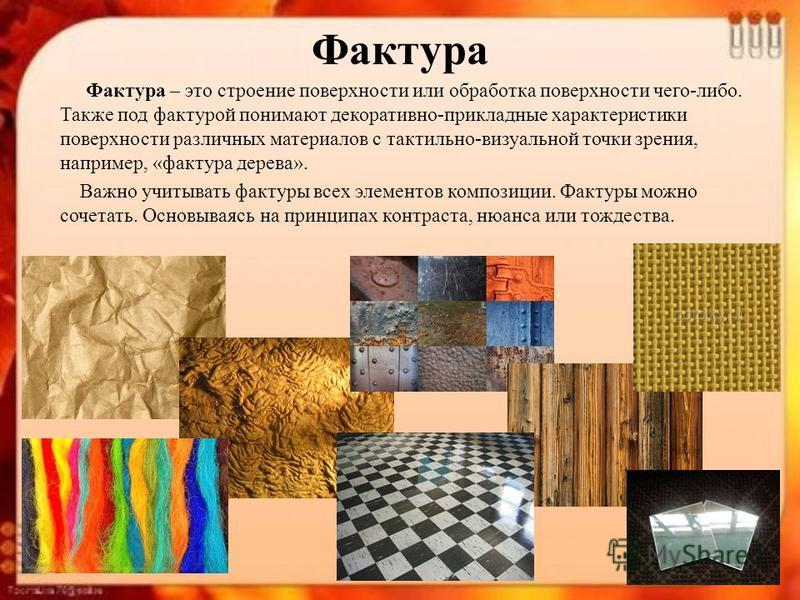 Фактура
Фактура – это строение поверхности или обработка поверхности чего-либо.
Также под фактурой понимают декоративно-прикладные характеристики
поверхности различных материалов с тактильно-визуальной точки зрения,
например, «фактура дерева».
Важно учитывать фактуры всех элементов композиции. Фактуры можно
сочетать. Основываясь на принципах контраста, нюанса или тождества.
MyShared